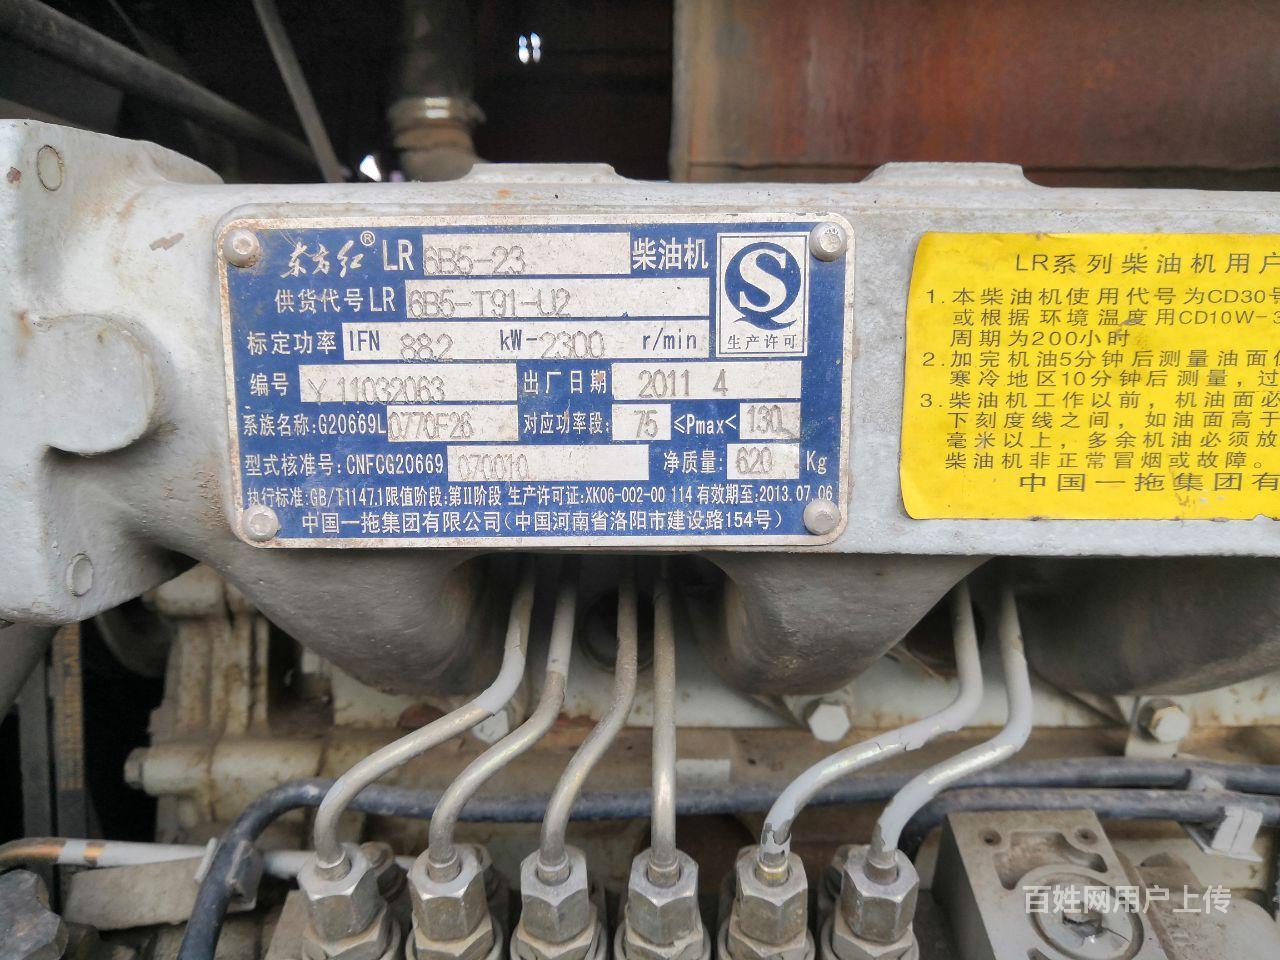 东方红® LR 6B5-23 柴油机
供货代号 LR 6B5-T91-U2
标定功率 IFN 88.2 kW-2300 r/min
生产许可
编号 Y11032063 出厂日期 2011 4
系族名称:G20669L 0770F26 对应功率段: 75 ≤Pmax< 130
型式核准号:CNFCG20669 070010 净质量: 620 Kg
执行标准:GB/T1147.1 限值阶段:第II阶段 生产许可证:XK06-002-00 114 有效期至:2013.07.06
中国一拖集团有限公司(中国河南省洛阳市建设路154号)
LR系列柴油机用户
1. 本柴油机使用代号为CD30号
或根据环境温度用CD10W-3
周期为200小时
2. 加完机油5分钟后测量油面位
寒冷地区10分钟后测量,过
3. 柴油机工作以前,机油面必
下刻度线之间,如油面高于
毫米以上,多余机油必须放
柴油机非正常冒烟或故障。
中国一拖集团有
百姓网用户上传